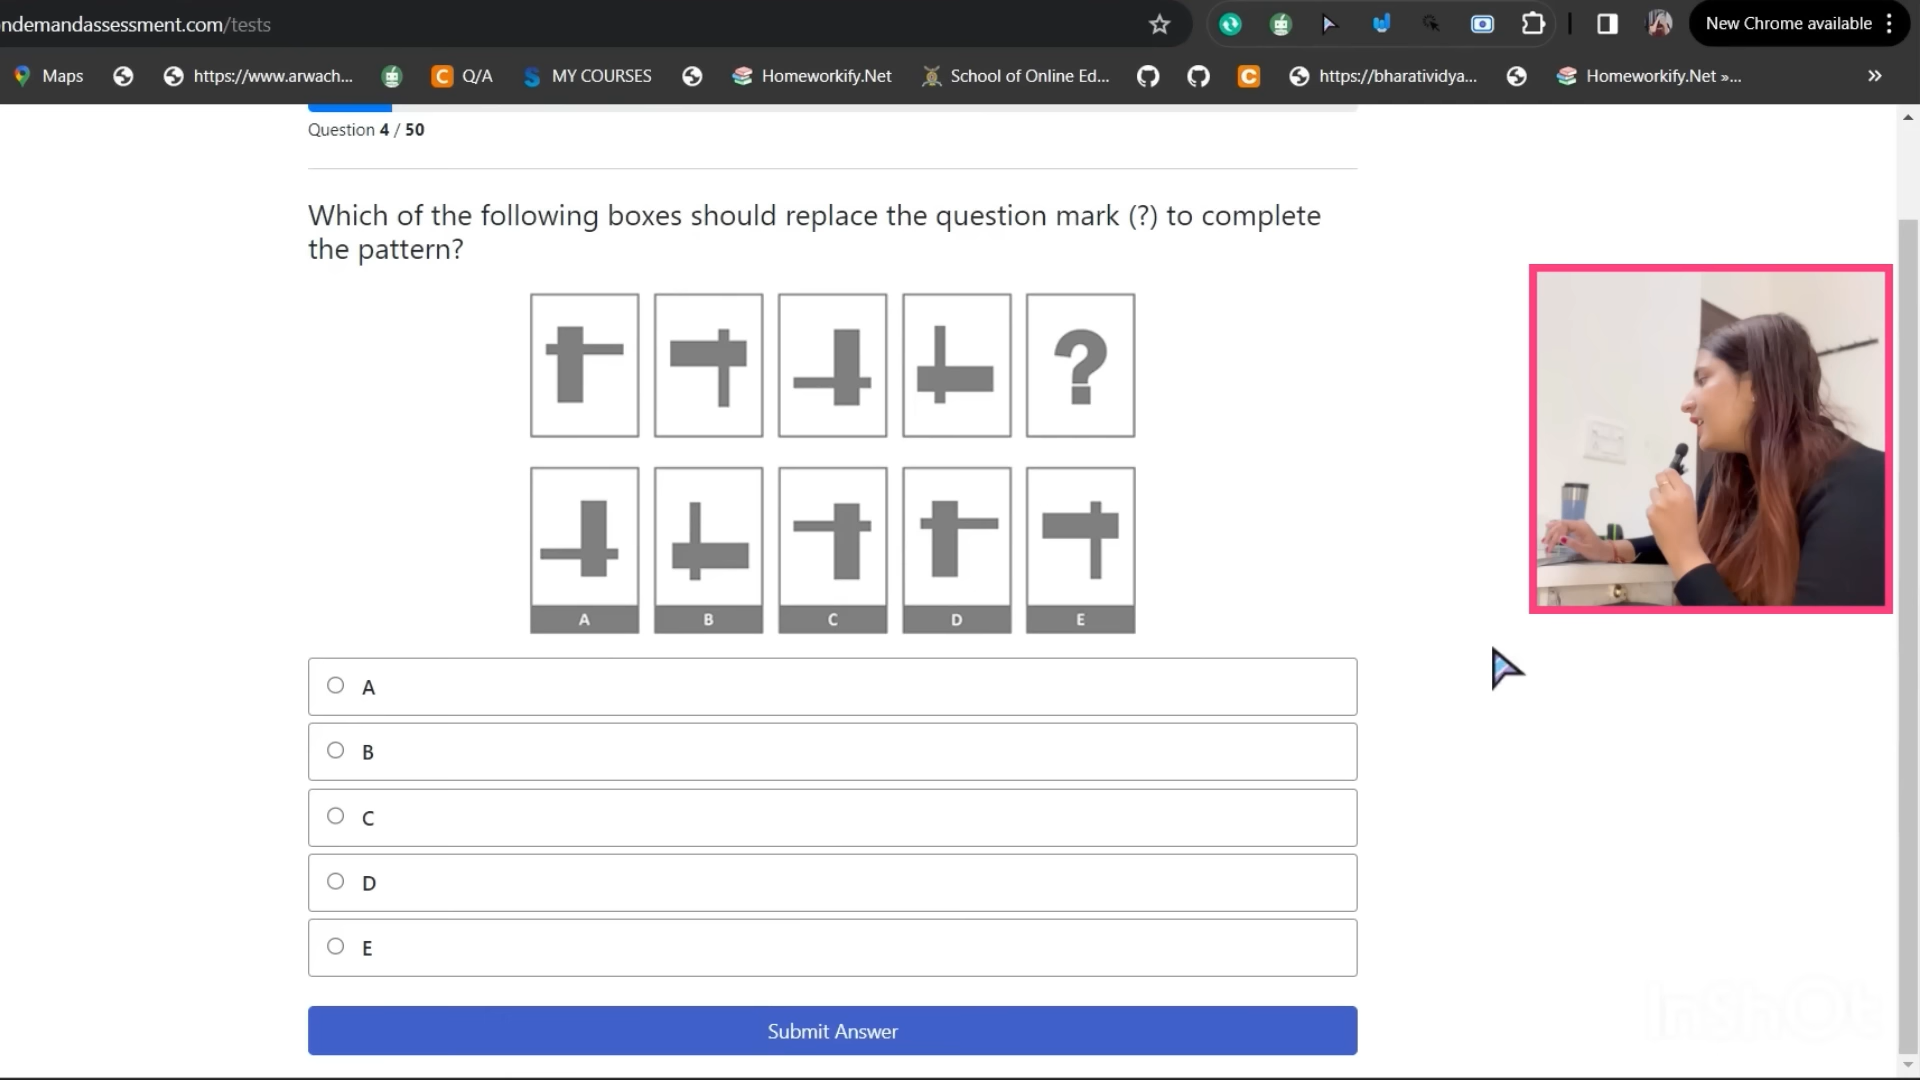 ndemandassessment.com/tests
New Chrome available
Maps
https://www.arwach...
Q/A
MY COURSES
Homeworkify.Net
School of Online Ed...
https://bharatividya...
Homeworkify.Net »...
»
Question 4 / 50
Which of the following boxes should replace the question mark (?) to complete
the pattern?
?
A B C D E
A
B
C
D
E
Submit Answer
InShOt